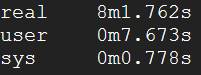 real    8m1.762s
user    0m7.673s
sys     0m0.778s